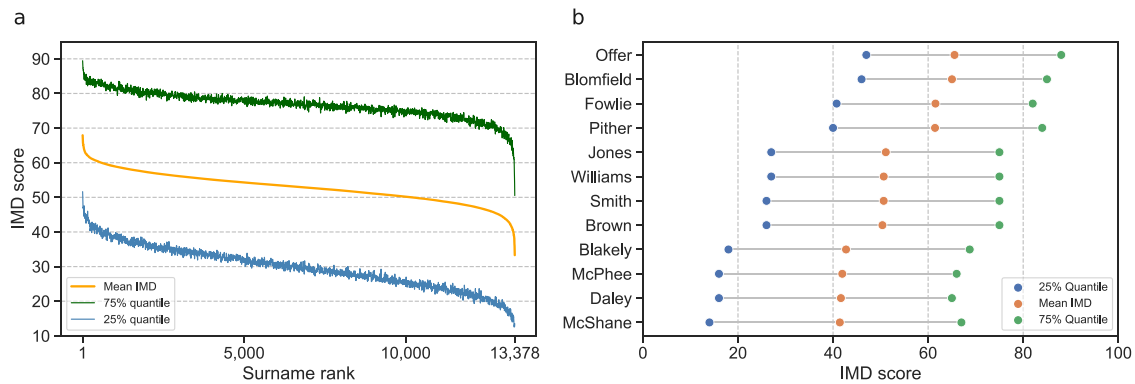 a
IMD score
90
80
70
60
50
40
30
20
10
Mean IMD
75% quantile
25% quantile
1
5,000
10,000
13,378
Surname rank
b
Offer
Blomfield
Fowlie
Pither
Jones
Williams
Smith
Brown
Blakely
McPhee
Daley
McShane
25% Quantile
Mean IMD
75% Quantile
0
20
40
60
80
100
IMD score